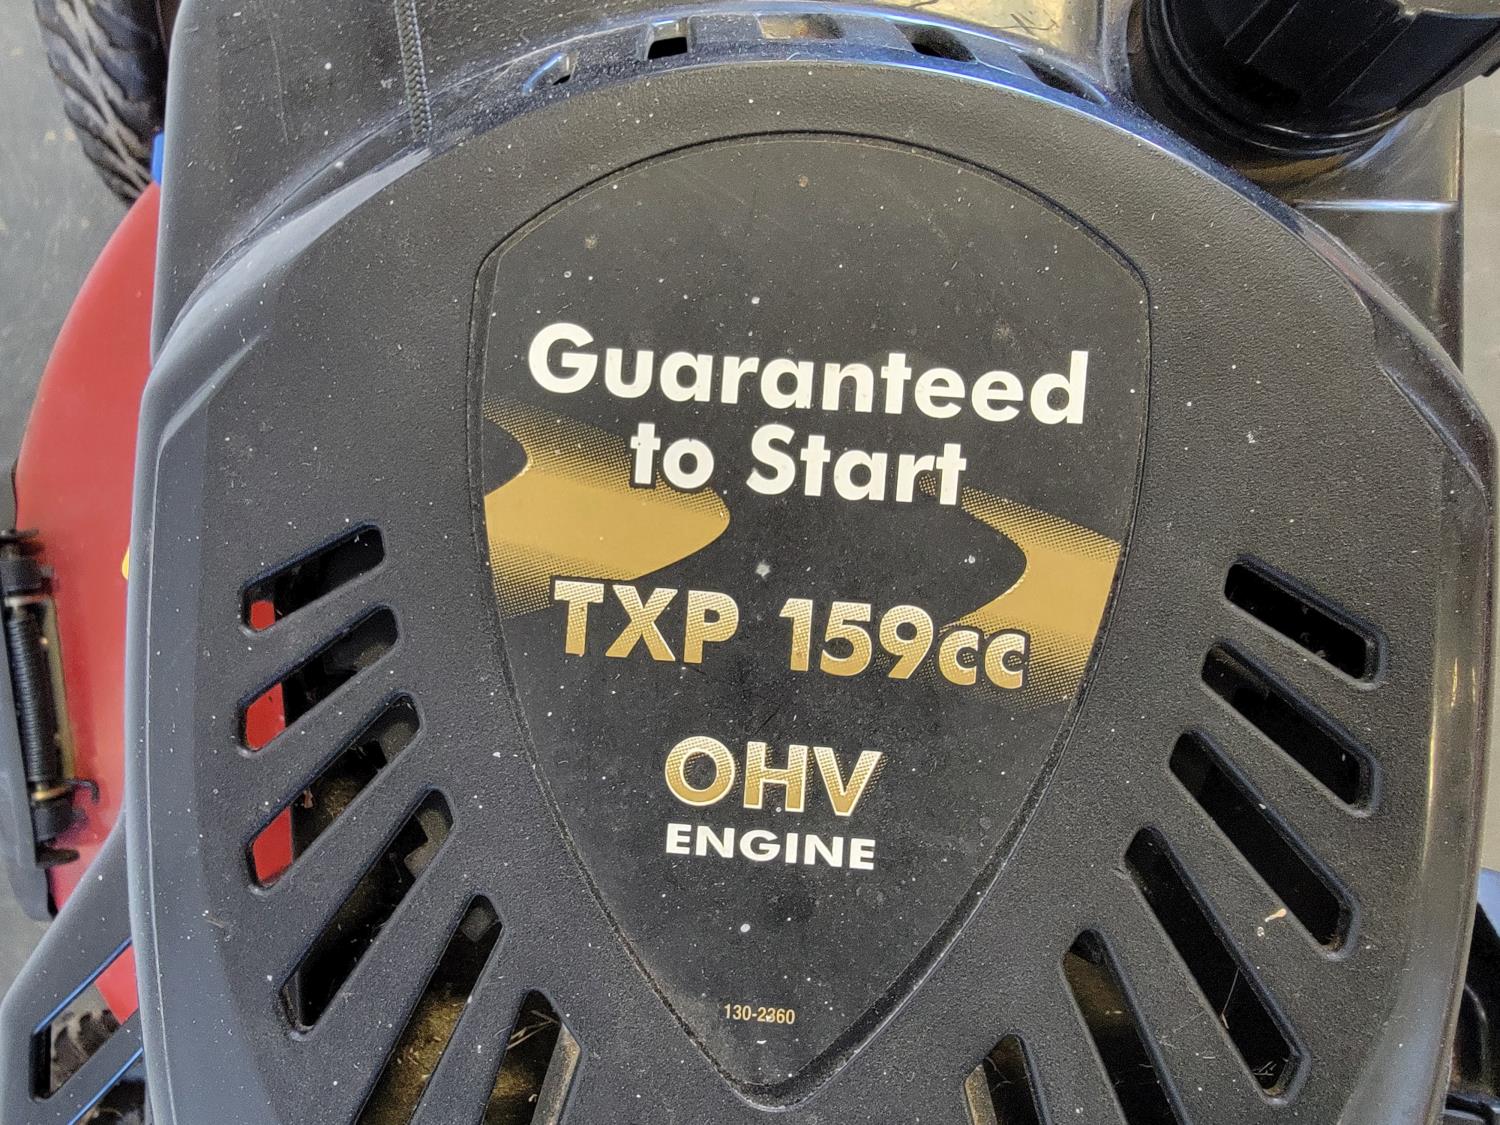 Guaranteed
to Start
TXP 159cc
OHV
ENGINE
130-2360